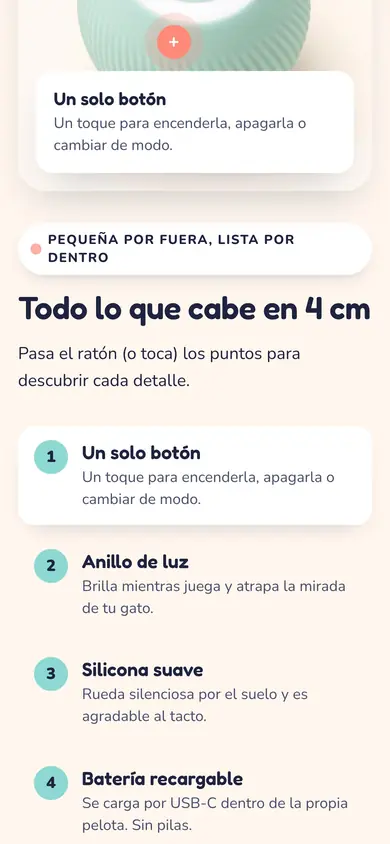 +
Un solo botón
Un toque para encenderla, apagarla o
cambiar de modo.
PEQUEÑA POR FUERA, LISTA POR
DENTRO
Todo lo que cabe en 4 cm
Pasa el ratón (o toca) los puntos para
descubrir cada detalle.
1
Un solo botón
Un toque para encenderla, apagarla o
cambiar de modo.
2
Anillo de luz
Brilla mientras juega y atrapa la mirada
de tu gato.
3
Silicona suave
Rueda silenciosa por el suelo y es
agradable al tacto.
4
Batería recargable
Se carga por USB-C dentro de la propia
pelota. Sin pilas.